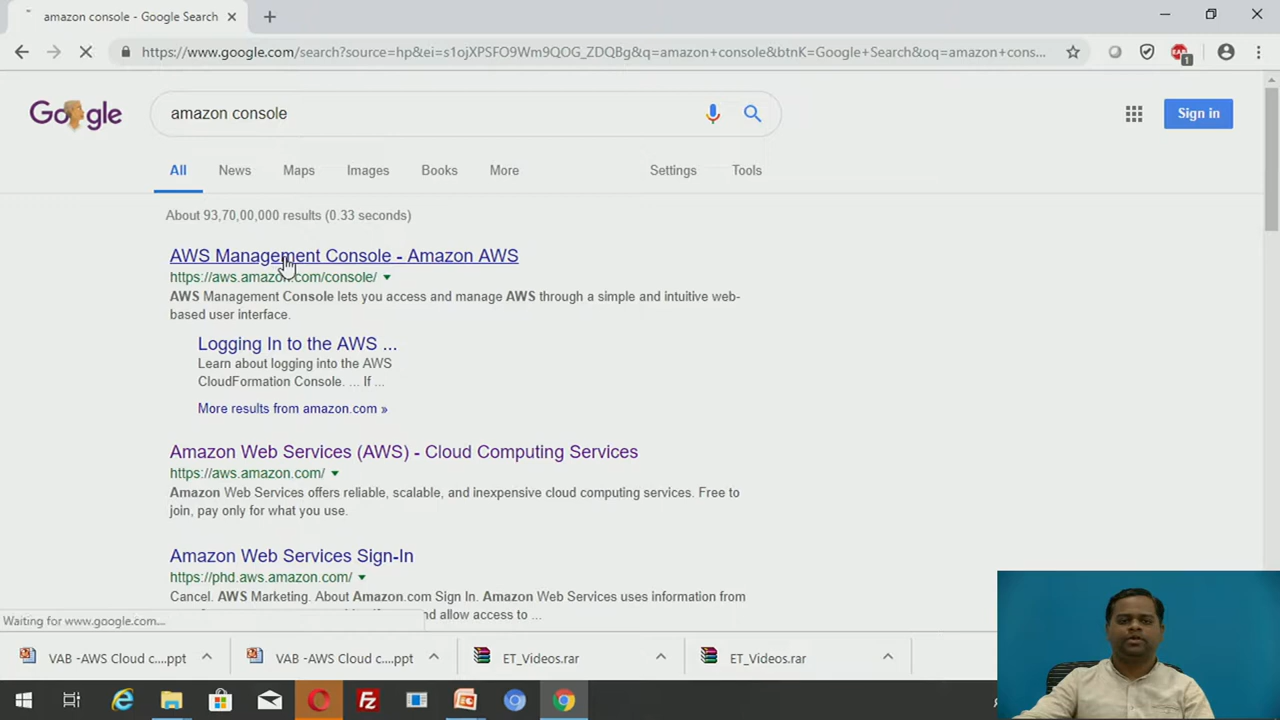 amazon console - Google Search
https://www.google.com/search?source=hp&ei=s1ojXPSFO9Wm9QOG_ZDQBg&q=amazon+console&btnK=Google+Search&oq=amazon+cons...
1
Google
amazon console
Sign in
All News Maps Images Books More Settings Tools
About 93,70,00,000 results (0.33 seconds)
AWS Management Console - Amazon AWS
https://aws.amazon.com/console/
AWS Management Console lets you access and manage AWS through a simple and intuitive web-
based user interface.
Logging In to the AWS ...
Learn about logging into the AWS
CloudFormation Console. ... If ...
More results from amazon.com »
Amazon Web Services (AWS) - Cloud Computing Services
https://aws.amazon.com/
Amazon Web Services offers reliable, scalable, and inexpensive cloud computing services. Free to
join, pay only for what you use.
Amazon Web Services Sign-In
https://phd.aws.amazon.com/
Cancel. AWS Marketing. About Amazon.com Sign In. Amazon Web Services uses information from
nd allow access to ...
Waiting for www.google.com...
VAB -AWS Cloud c....ppt VAB -AWS Cloud c....ppt ET_Videos.rar ET_Videos.rar